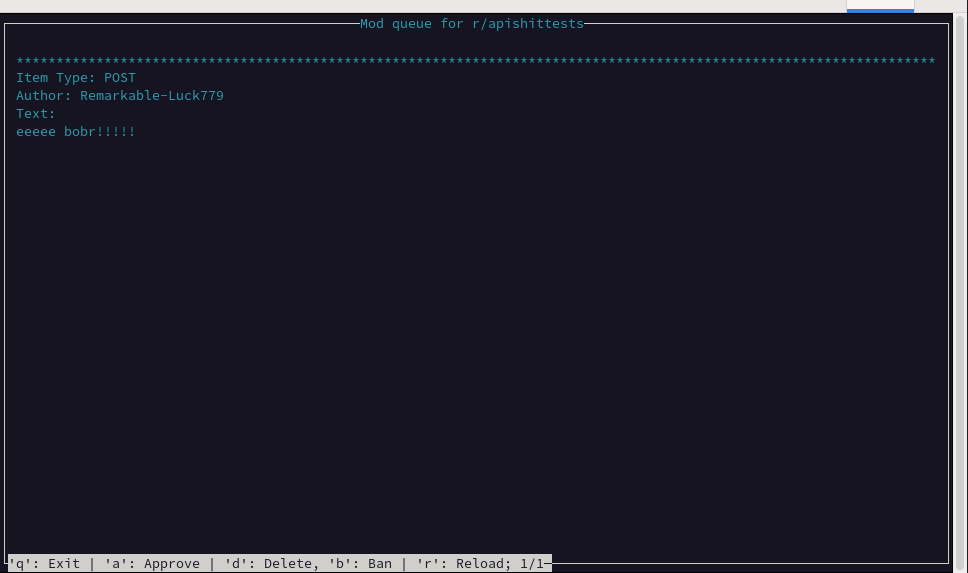 Mod queue for r/apishittests
*******************************************************************************************************************
Item Type: POST
Author: Remarkable-Luck779
Text:
eeeee bobr!!!!!
'q': Exit | 'a': Approve | 'd': Delete, 'b': Ban | 'r': Reload; 1/1